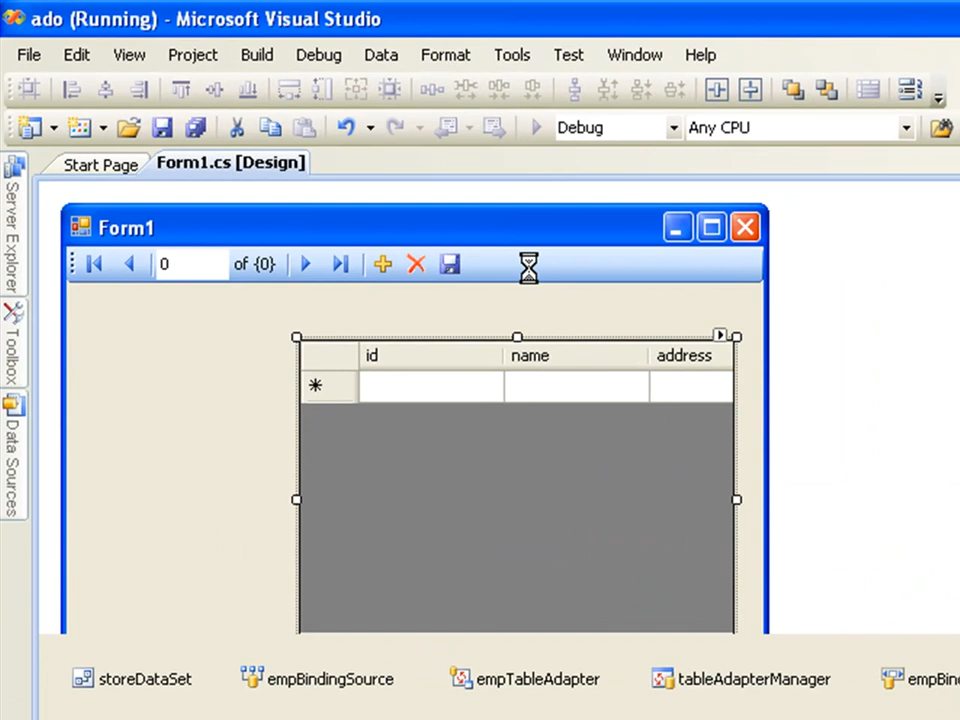 ado (Running) - Microsoft Visual Studio
File Edit View Project Build Debug Data Format Tools Test Window Help
Debug Any CPU
Start Page Form1.cs [Design]
Server Explorer
Toolbox
Data Sources
Form1
0 of {0}
id name address
storeDataSet empBindingSource empTableAdapter tableAdapterManager empBin